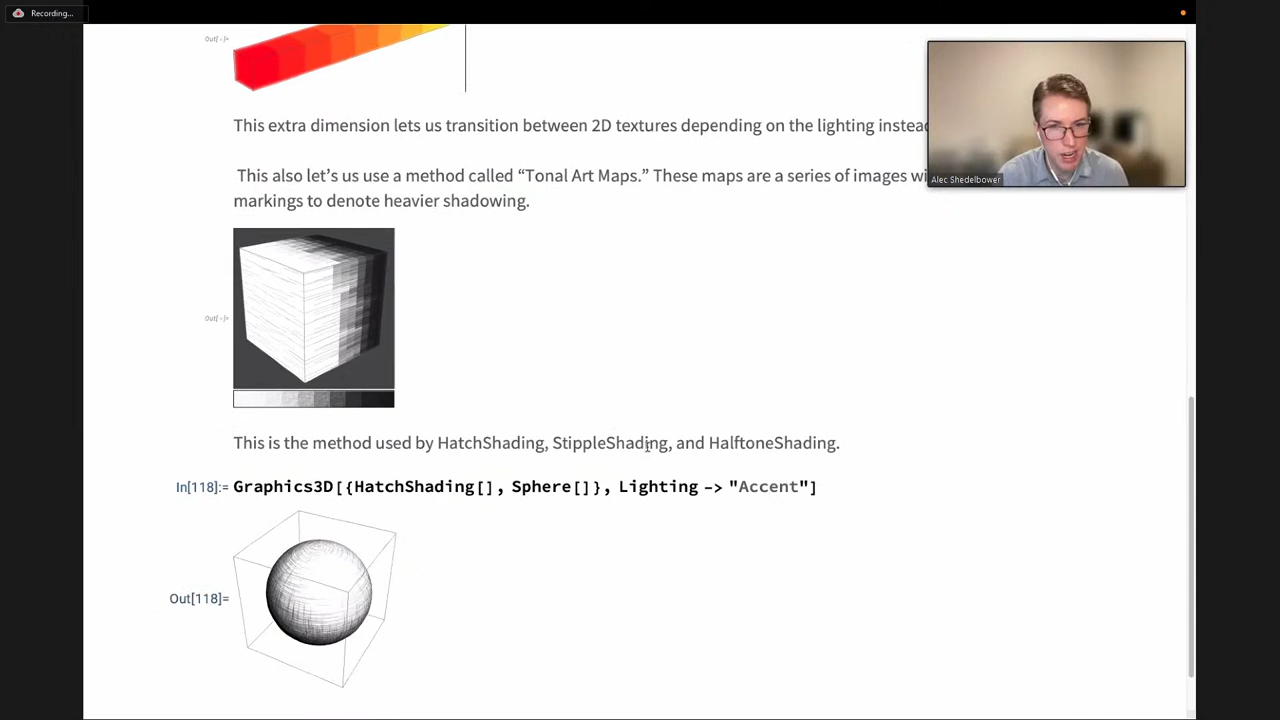 Recording...
Out[•]=
Alec Shedelbower
This extra dimension lets us transition between 2D textures depending on the lighting
This also let's us use a method called “Tonal Art Maps.” These maps are a series of images
markings to denote heavier shadowing.
Out[•]=
This is the method used by HatchShading, StippleShading, and HalftoneShading.
In[118]:= Graphics3D[{HatchShading[], Sphere[]}, Lighting -> "Accent"]
Out[118]=